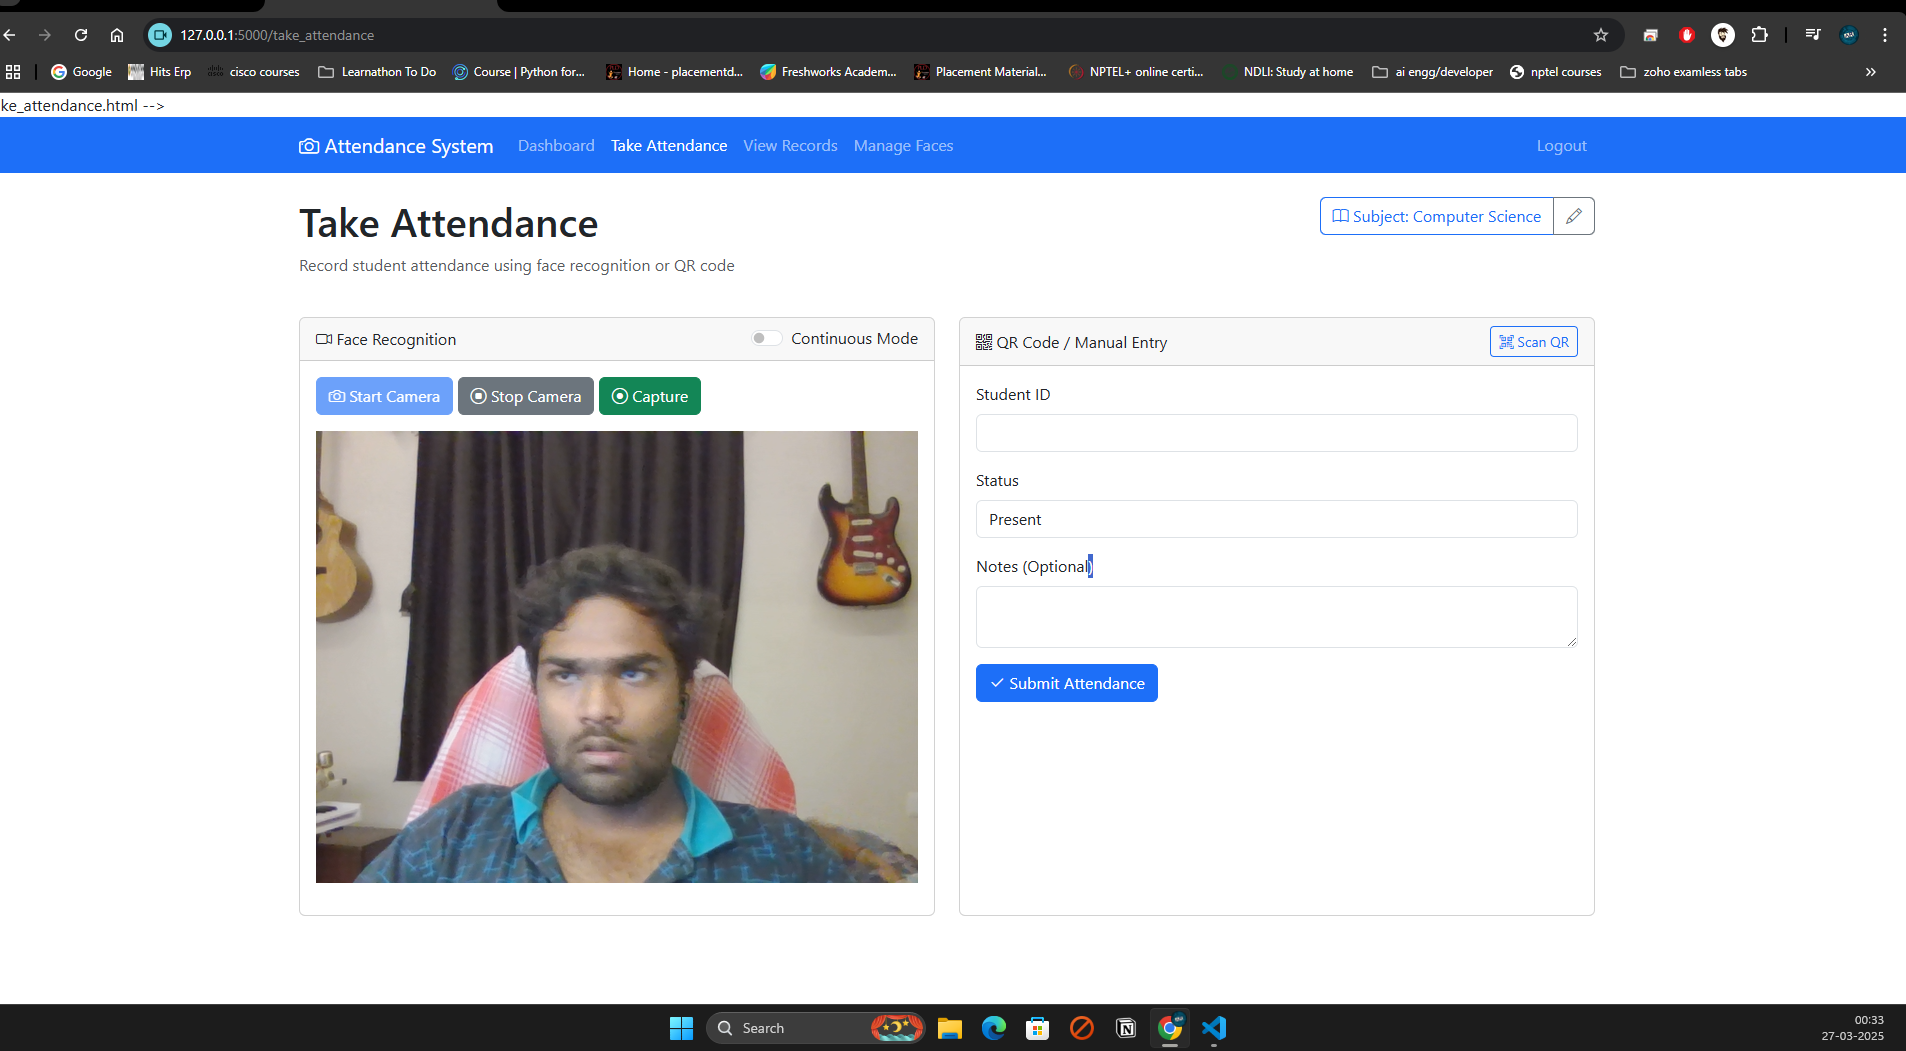 127.0.0.1:5000/take_attendance
Google
Hits Erp
cisco courses
Learnathon To Do
Course | Python for...
Home - placementd...
Freshworks Academ...
Placement Material...
NPTEL+ online certi...
NDLI: Study at home
ai engg/developer
nptel courses
zoho examless tabs
ke_attendance.html -->
Attendance System
Dashboard
Take Attendance
View Records
Manage Faces
Logout
Take Attendance
Subject: Computer Science
Record student attendance using face recognition or QR code
Face Recognition
Continuous Mode
Start Camera
Stop Camera
Capture
QR Code / Manual Entry
Scan QR
Student ID
Status
Present
Notes (Optional)
Submit Attendance
Search
00:33
27-03-2025